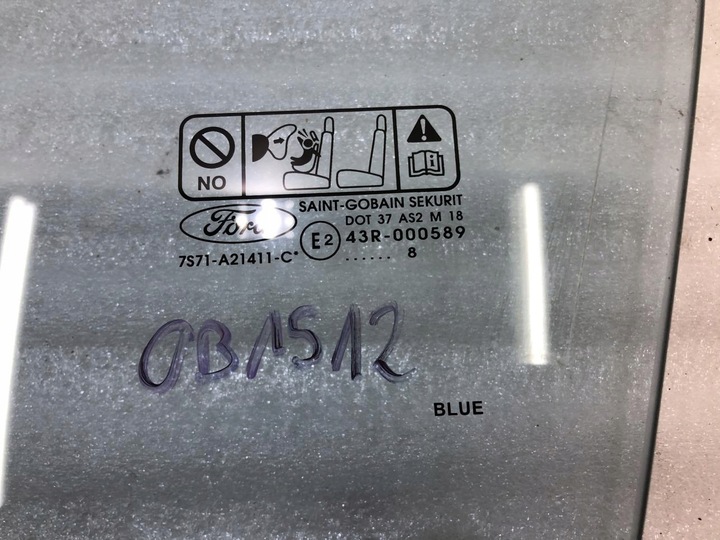 NO
SAINT-GOBAIN SEKURIT
Ford
DOT 37 AS2 M 18
E2 43R-000589
7S71-A21411-C•
...... 8
OB1512
BLUE